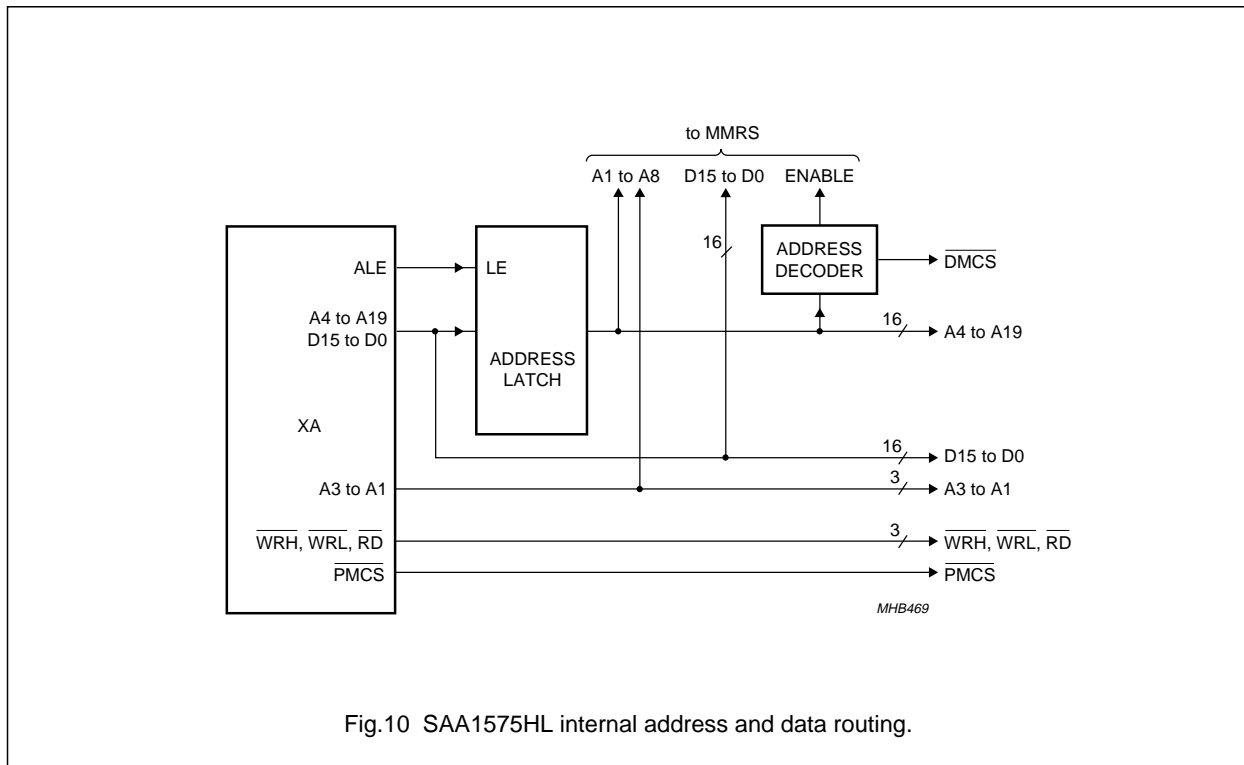 to MMRS
A1 to A8 D15 to D0 ENABLE
ALE
LE
16
ADDRESS
DECODER
DMCS
A4 to A19
D15 to D0
ADDRESS
LATCH
16
A4 to A19
XA
16
D15 to D0
A3 to A1
3
A3 to A1
WRH, WRL, RD
3
WRH, WRL, RD
PMCS
PMCS
MHB469
Fig.10 SAA1575HL internal address and data routing.